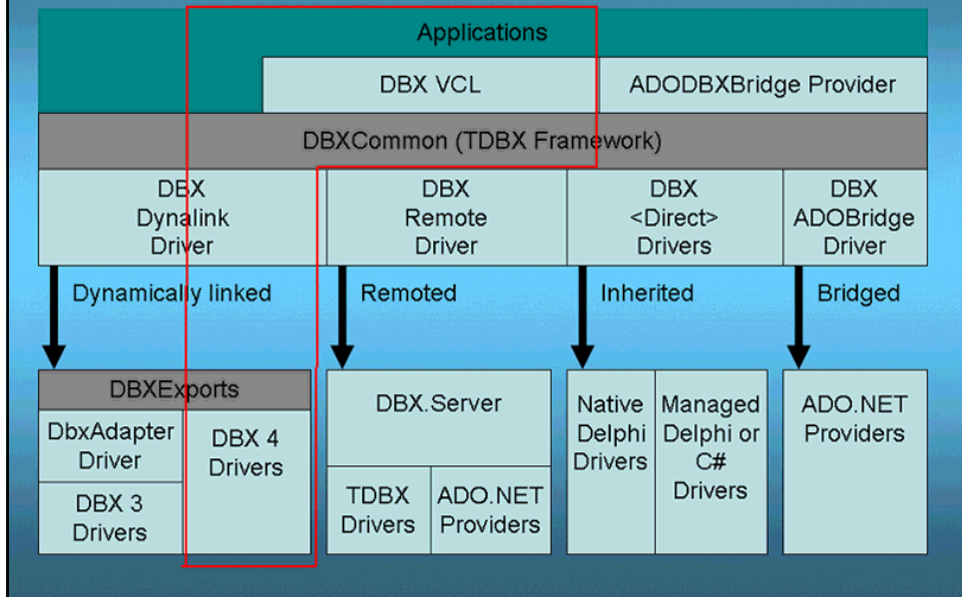 Applications
DBX VCL
ADODBXBridge Provider
DBXCommon (TDBX Framework)
DBX
Dynalink
Driver
DBX
Remote
Driver
DBX
<Direct>
Drivers
DBX
ADOBridge
Driver
Dynamically linked
Remoted
Inherited
Bridged
DBXExports
DbxAdapter
Driver
DBX 3
Drivers
DBX 4
Drivers
DBX.Server
TDBX
Drivers
ADO.NET
Providers
Native
Delphi
Drivers
Managed
Delphi or
C#
Drivers
ADO.NET
Providers